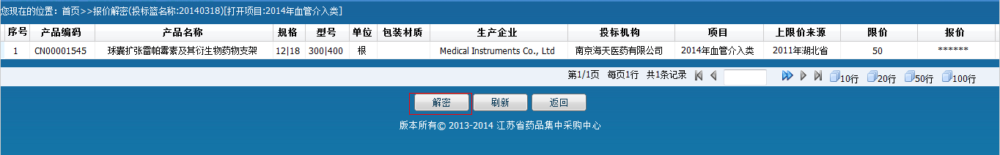 您现在的位置：首页>>报价解密(投标篮名称:20140318)[打开项目:2014年血管介入类]
序号 产品编码 产品名称 规格 型号 单位 包装材质 生产企业 投标机构 项目 上限价来源 限价 报价
1 CN00001545 球囊扩张雷帕霉素及其衍生物药物支架 12|18 300|400 根 Medical Instruments Co., Ltd 南京海天医药有限公司 2014年血管介入类 2011年湖北省 50 ******
第1/1页 每页1行 共1条记录 10行 20行 50行 100行
解密 刷新 返回
版本所有© 2013-2014 江苏省药品集中采购中心